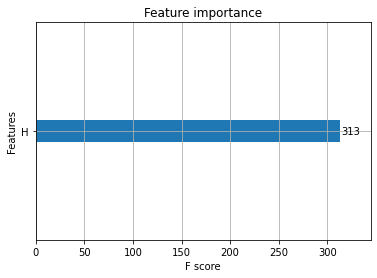 Feature importance
Features
H
313
0 50 100 150 200 250 300
F score